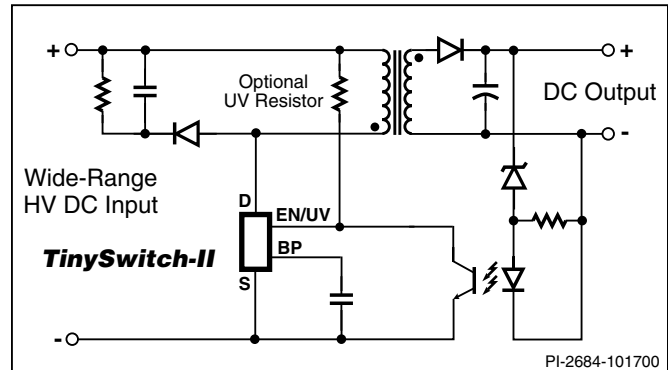 +
+
Optional
UV Resistor
DC Output
-
Wide-Range
HV DC Input
D
EN/UV
BP
TinySwitch-II
S
-
PI-2684-101700